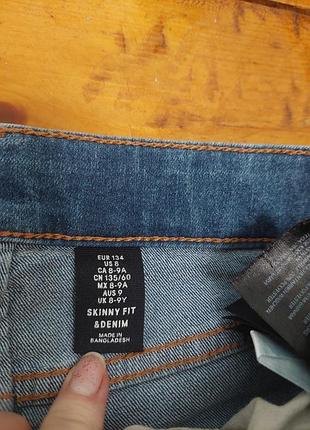 EUR 134
US 8
CA 8-9A
CN 135/60
MX 8-9A
AUS 9
UK 8-9Y
SKINNY FIT
&DENIM
MADE IN
BANGLADESH